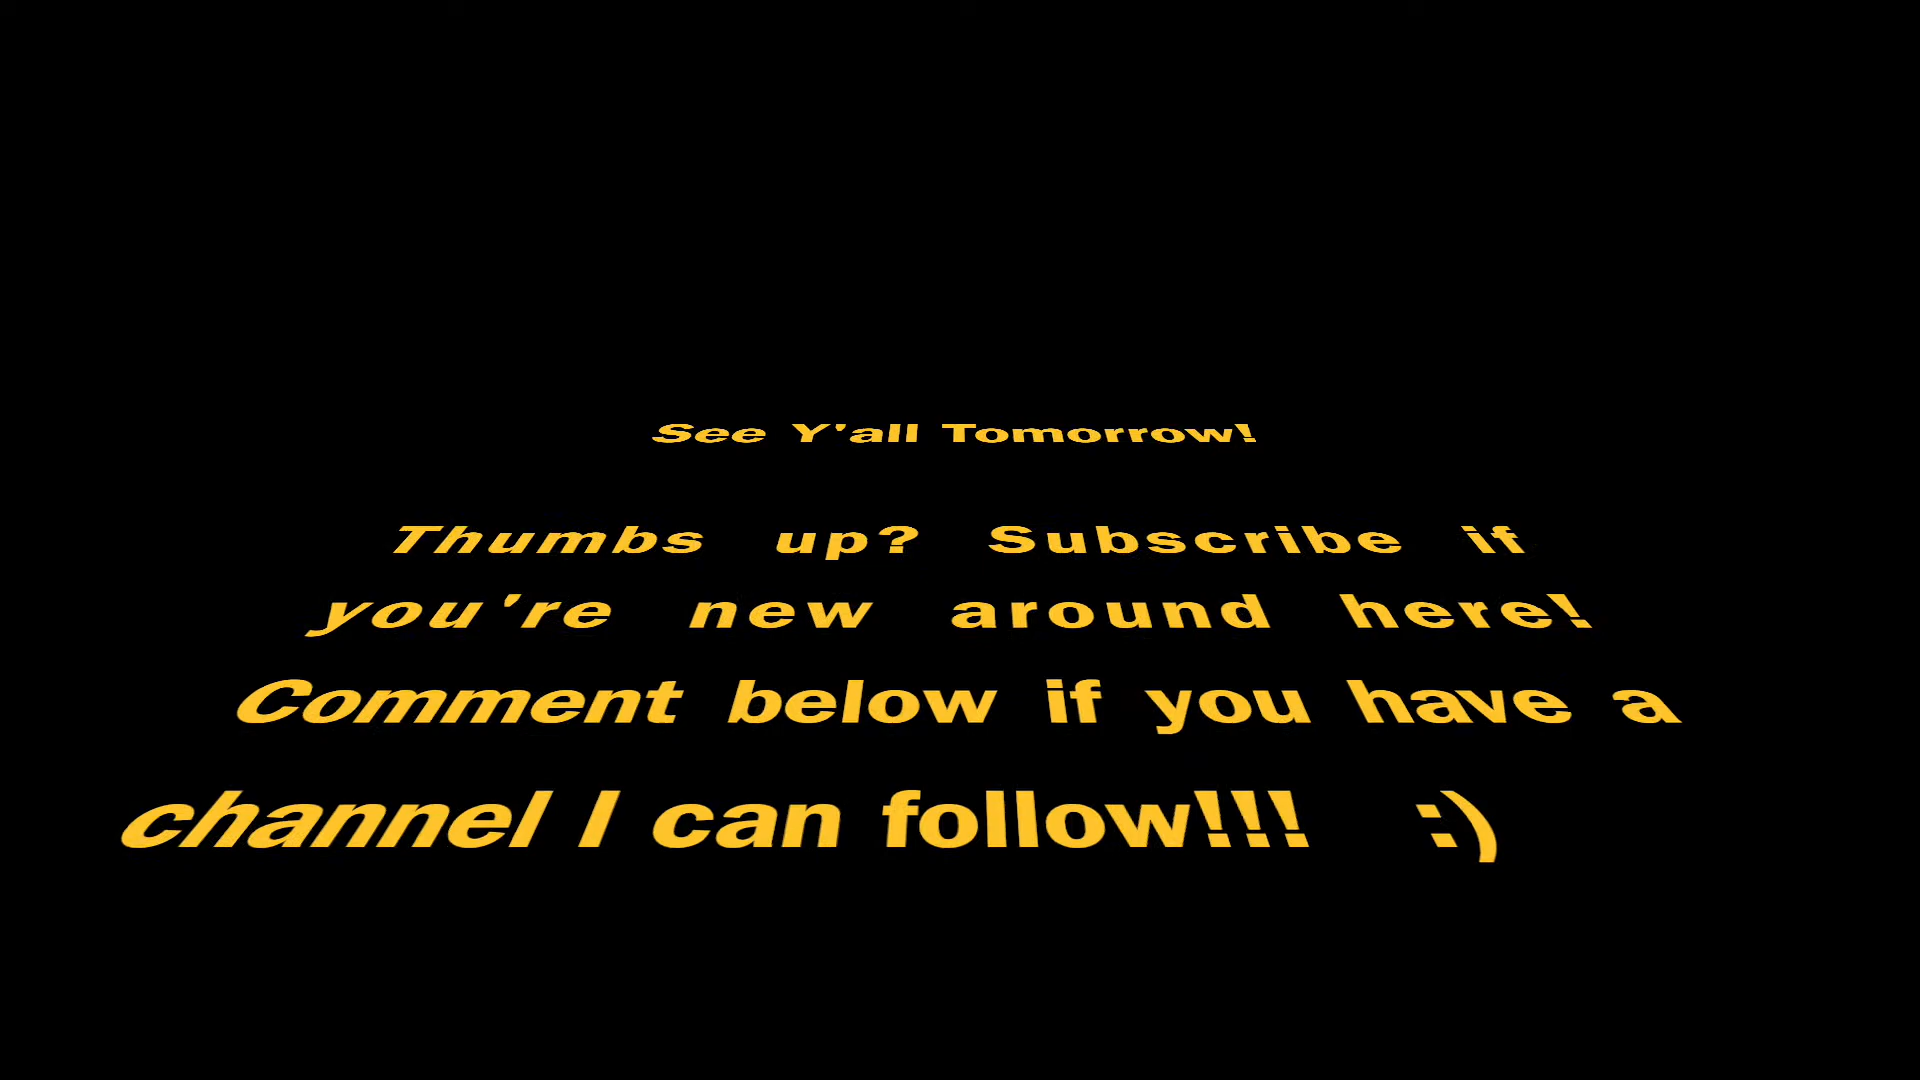 See Y'all Tomorrow!
Thumbs up? Subscribe if
you're new around here!
Comment below if you have a
channel I can follow!!! :)